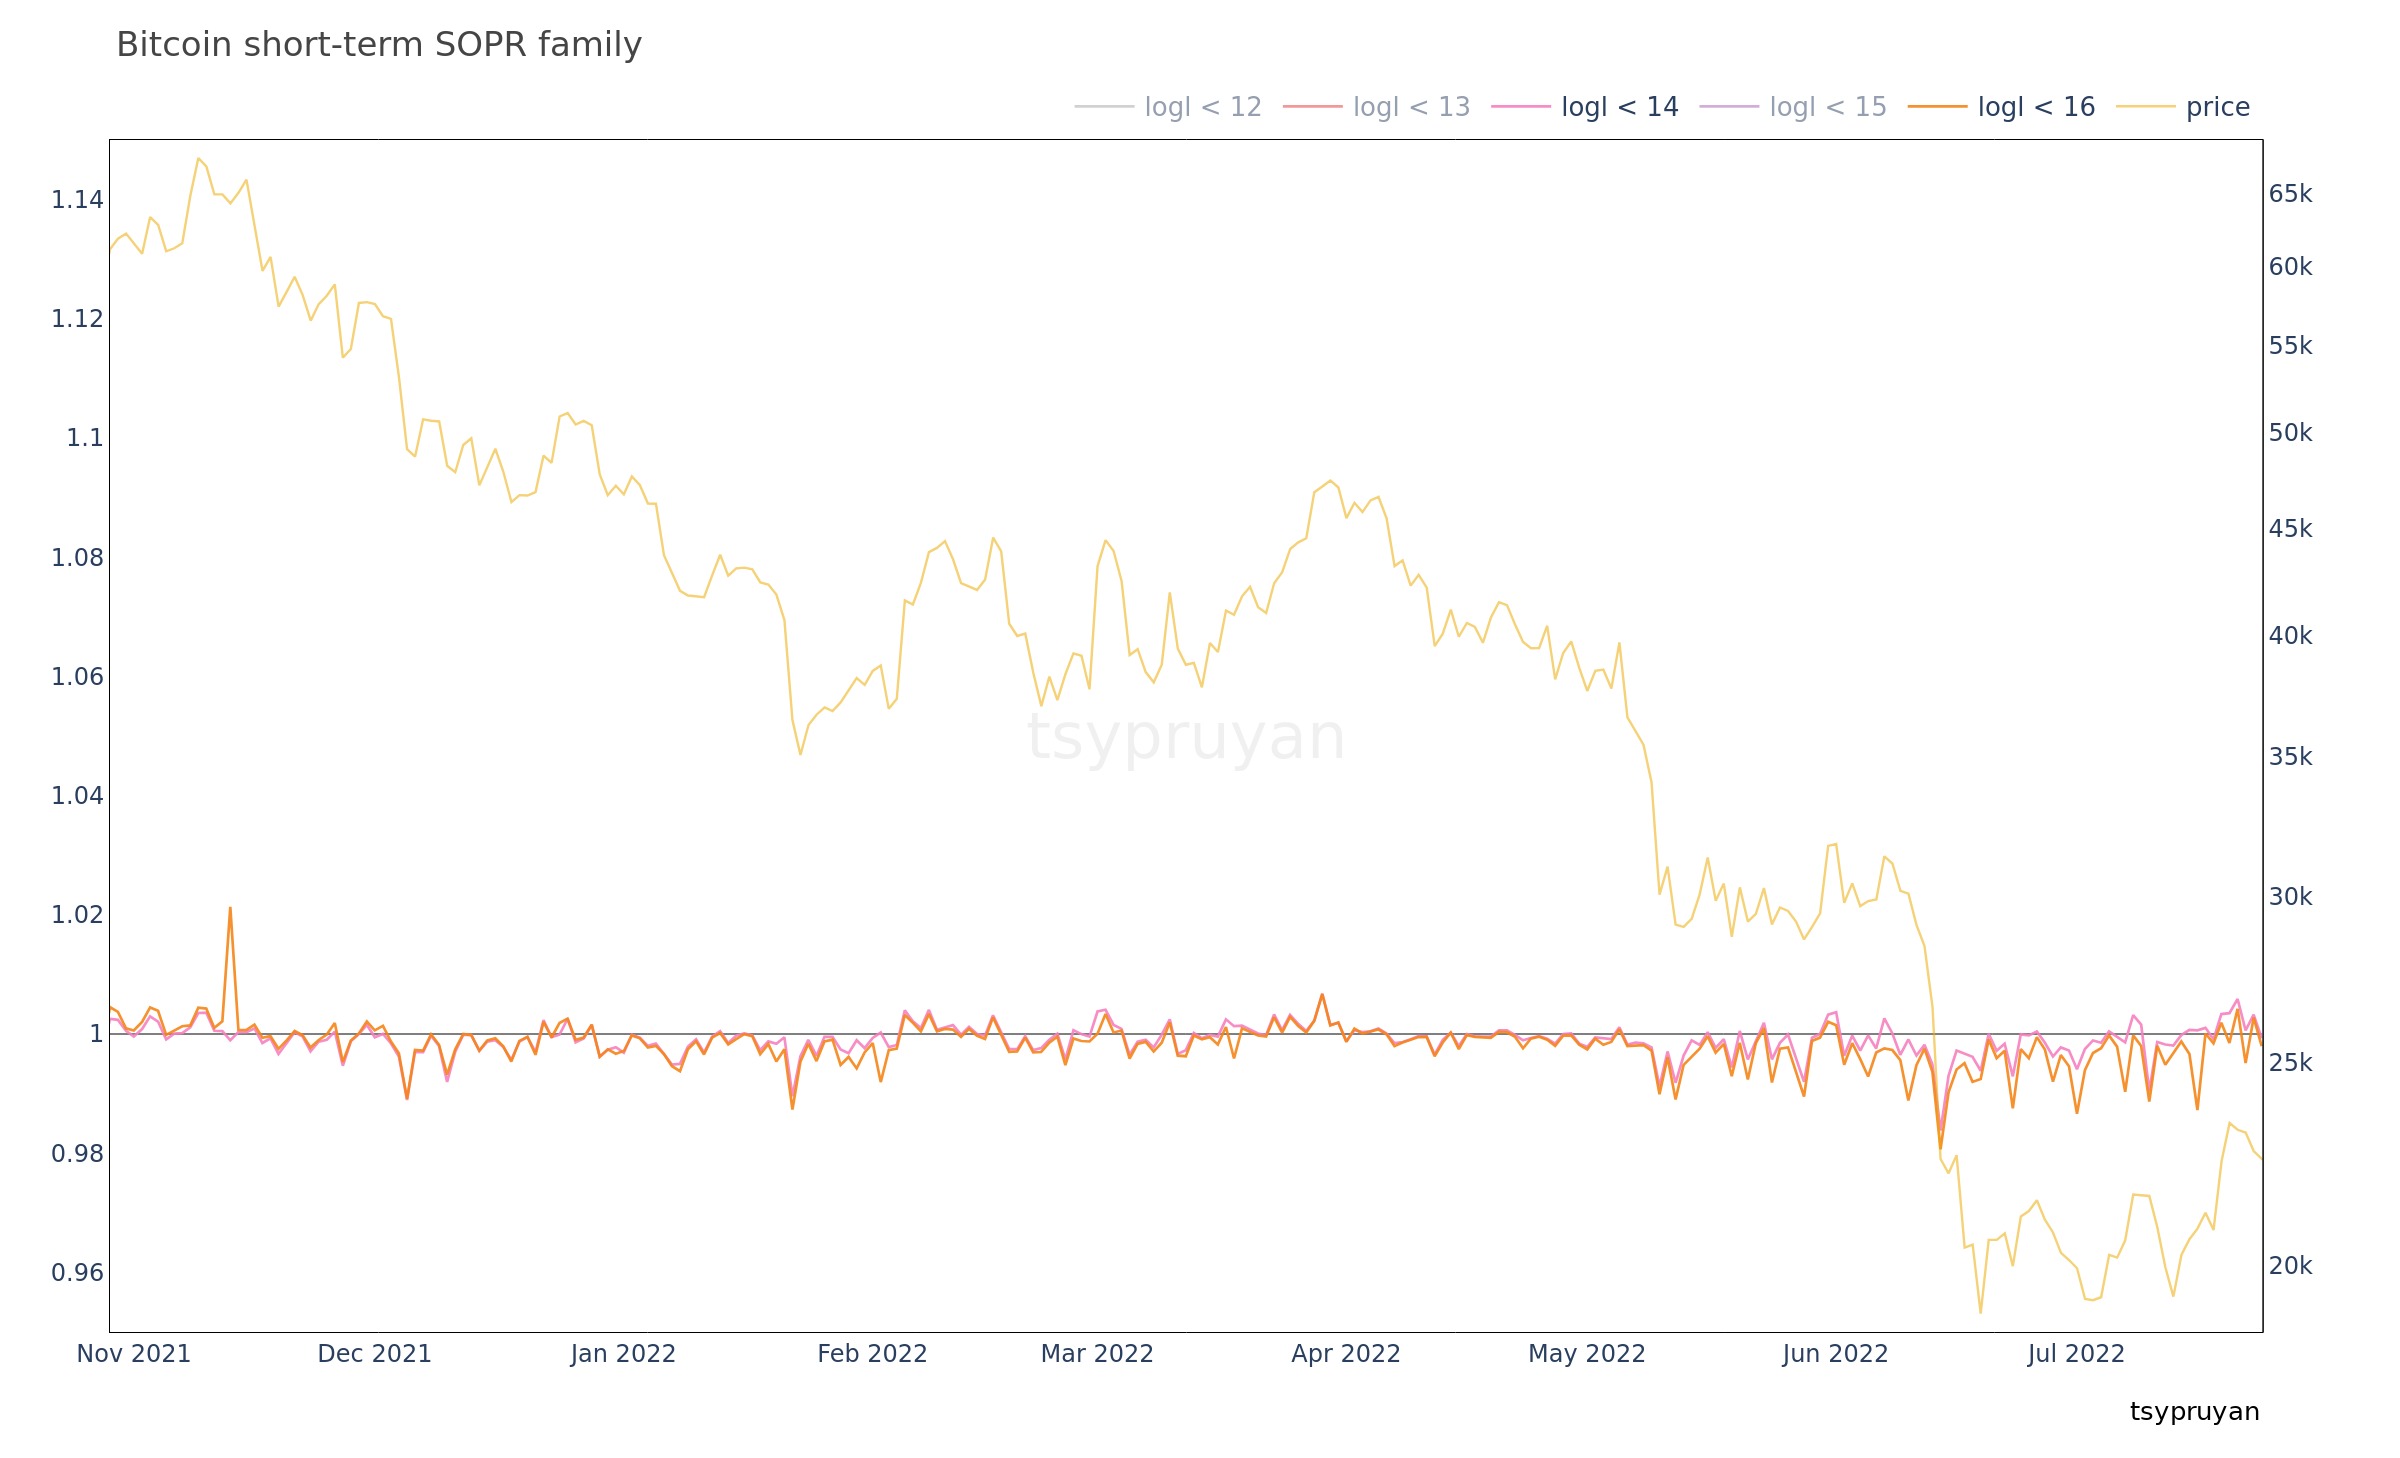 Bitcoin short-term SOPR family
logl < 12 logl < 13 logl < 14 logl < 15 logl < 16 price
1.14 65k
60k
1.12
55k
1.1 50k
45k
1.08
40k
1.06
tsypruyan
35k
1.04
30k
1.02
1
25k
0.98
0.96 20k
Nov 2021 Dec 2021 Jan 2022 Feb 2022 Mar 2022 Apr 2022 May 2022 Jun 2022 Jul 2022
tsypruyan